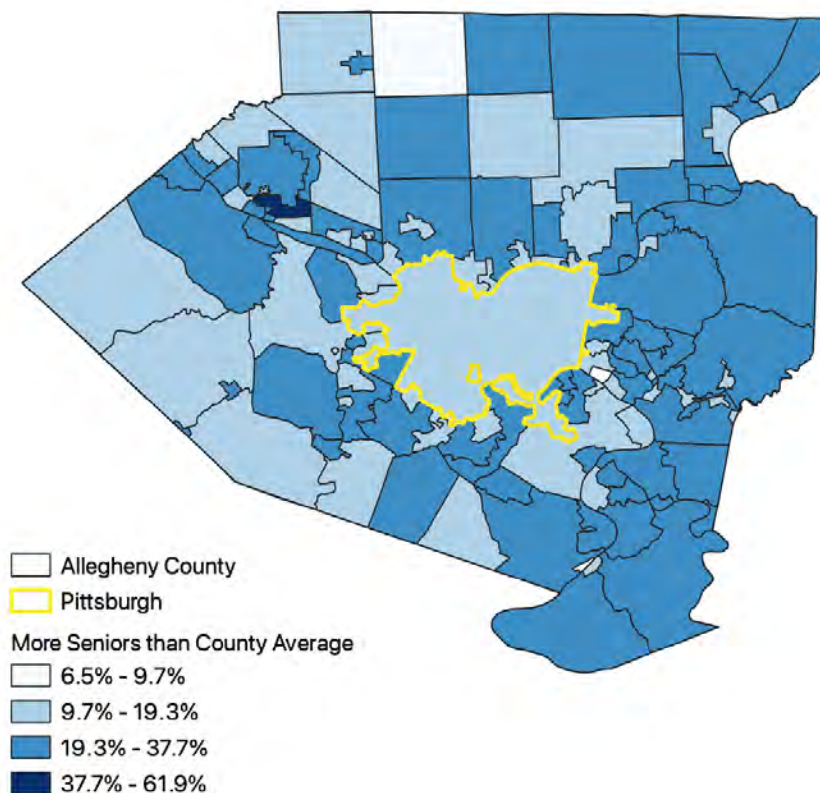 Allegheny County
Pittsburgh
More Seniors than County Average
6.5% - 9.7%
9.7% - 19.3%
19.3% - 37.7%
37.7% - 61.9%